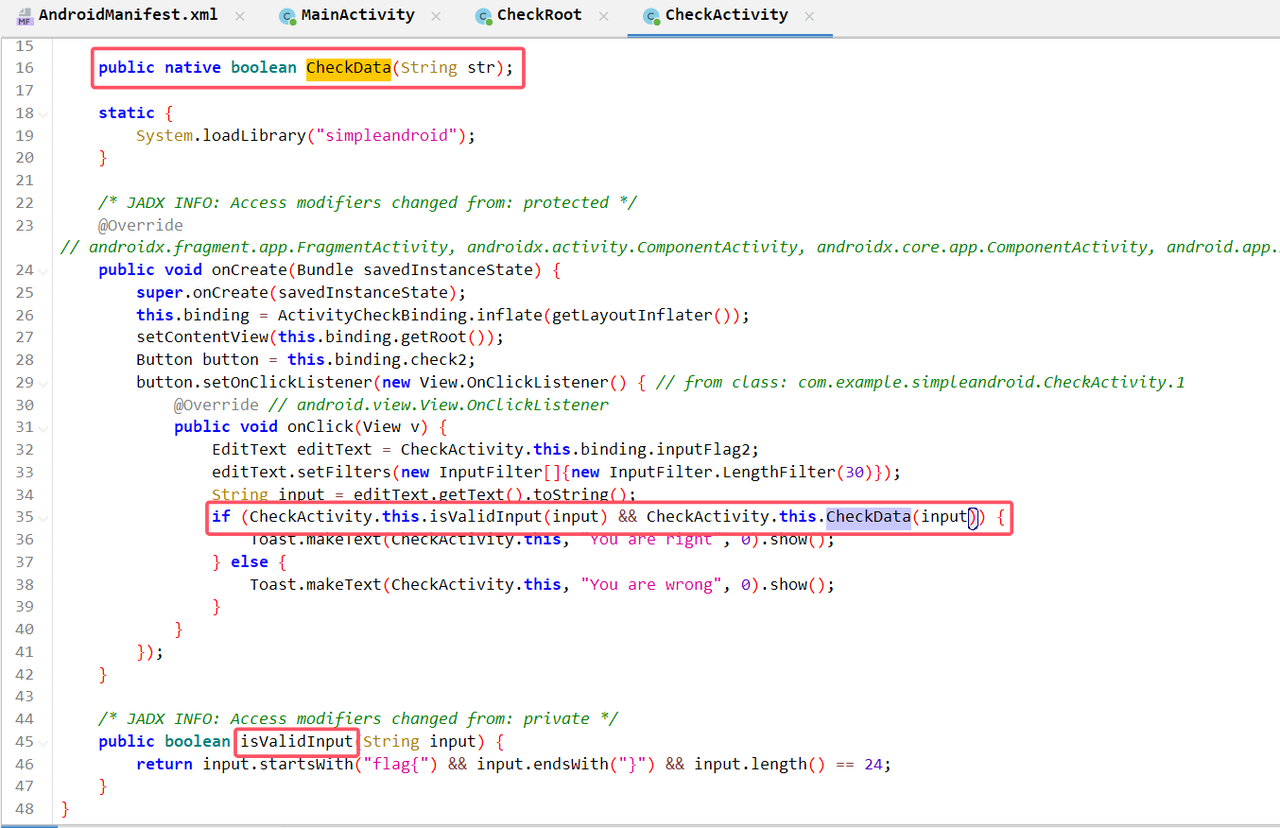 AndroidManifest.xml × MainActivity × CheckRoot × CheckActivity ×
15
16 public native boolean CheckData(String str);
17
18 static {
19 System.loadLibrary("simpleandroid");
20 }
21
22 /* JADX INFO: Access modifiers changed from: protected */
23 @Override
// androidx.fragment.app.FragmentActivity, androidx.activity.ComponentActivity, androidx.core.app.ComponentActivity, android.app.
24 public void onCreate(Bundle savedInstanceState) {
25 super.onCreate(savedInstanceState);
26 this.binding = ActivityCheckBinding.inflate(getLayoutInflater());
27 setContentView(this.binding.getRoot());
28 Button button = this.binding.check2;
29 button.setOnClickListener(new View.OnClickListener() { // from class: com.example.simpleandroid.CheckActivity.1
30 @Override // android.view.View.OnClickListener
31 public void onClick(View v) {
32 EditText editText = CheckActivity.this.binding.inputFlag2;
33 editText.setFilters(new InputFilter[]{new InputFilter.LengthFilter(30)});
34 String input = editText.getText().toString();
35 if (CheckActivity.this.isValidInput(input) && CheckActivity.this.CheckData(input)) {
36 Toast.makeText(CheckActivity.this, "You are right", 0).show();
37 } else {
38 Toast.makeText(CheckActivity.this, "You are wrong", 0).show();
39 }
40 }
41 });
42 }
43
44 /* JADX INFO: Access modifiers changed from: private */
45 public boolean isValidInput(String input) {
46 return input.startsWith("flag{") && input.endsWith("}") && input.length() == 24;
47 }
48 }